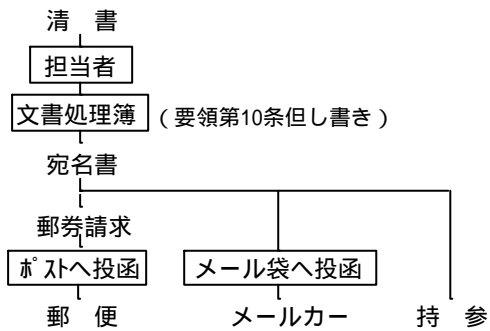 清　書
担当者
文書処理簿 （要領第10条但し書き）
宛名書
郵券請求
ﾎﾟｽﾄへ投函 メール袋へ投函
郵　便 メールカー 持　参